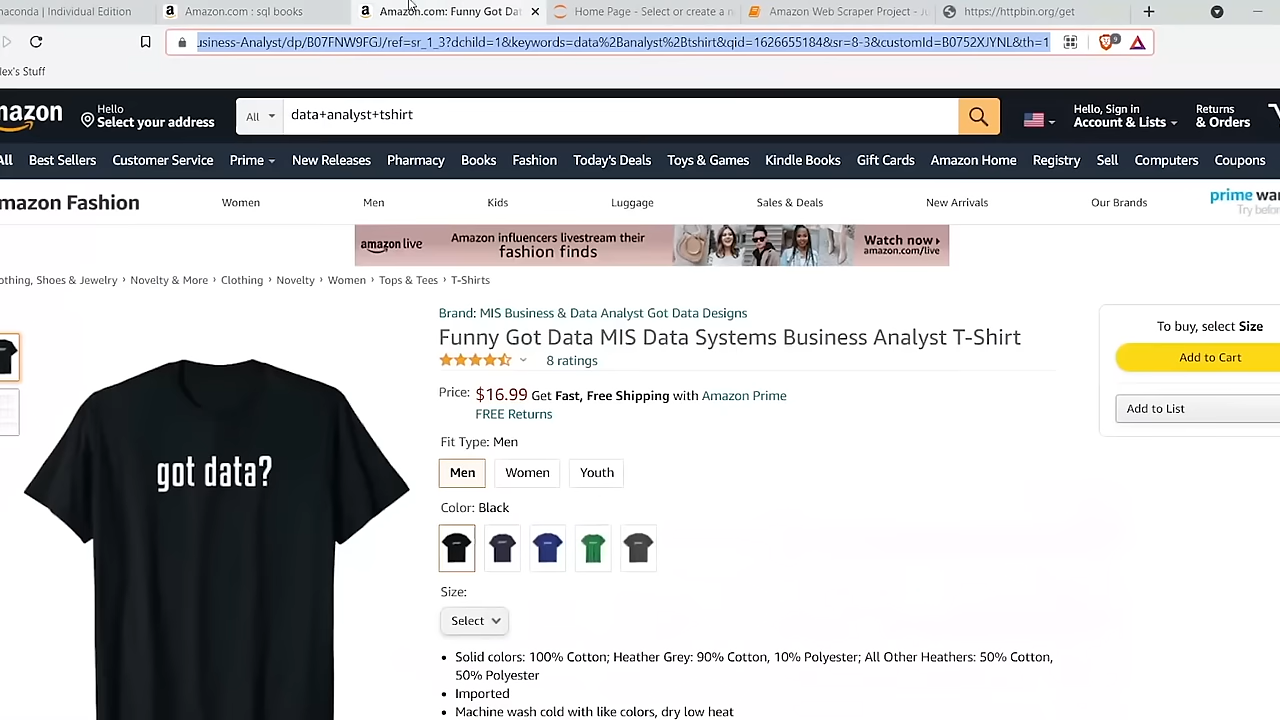 naconda | Individual Edition
Amazon.com : sql books
Amazon.com: Funny Got Dat
Home Page - Select or create a n
Amazon Web Scraper Project - Ju
https://httpbin.org/get
usiness-Analyst/dp/B07FNW9FGJ/ref=sr_1_3?dchild=1&keywords=data%2Banalyst%2Btshirt&qid=1626655184&sr=8-3&customId=B0752XJYNL&th=1
9
lex's Stuff
mazon
Hello
Select your address
All
data+analyst+tshirt
Hello, Sign in
Account & Lists
Returns
& Orders
All
Best Sellers
Customer Service
Prime
New Releases
Pharmacy
Books
Fashion
Today's Deals
Toys & Games
Kindle Books
Gift Cards
Amazon Home
Registry
Sell
Computers
Coupons
mazon Fashion
Women
Men
Kids
Luggage
Sales & Deals
New Arrivals
Our Brands
prime war
Try befor
amazon live
Amazon influencers livestream their
fashion finds
Watch now
amazon.com/live
othing, Shoes & Jewelry › Novelty & More › Clothing › Novelty › Women › Tops & Tees › T-Shirts
Brand: MIS Business & Data Analyst Got Data Designs
Funny Got Data MIS Data Systems Business Analyst T-Shirt
8 ratings
Price: $16.99 Get Fast, Free Shipping with Amazon Prime
FREE Returns
Fit Type: Men
Men
Women
Youth
Color: Black
Size:
Select
Solid colors: 100% Cotton; Heather Grey: 90% Cotton, 10% Polyester; All Other Heathers: 50% Cotton,
50% Polyester
Imported
Machine wash cold with like colors, dry low heat
got data?
To buy, select Size
Add to Cart
Add to List